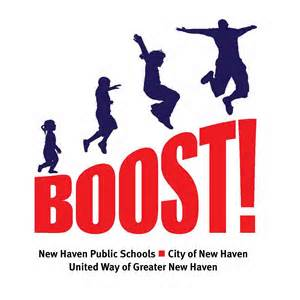 BOOST!
New Haven Public Schools ■ City of New Haven
United Way of Greater New Haven